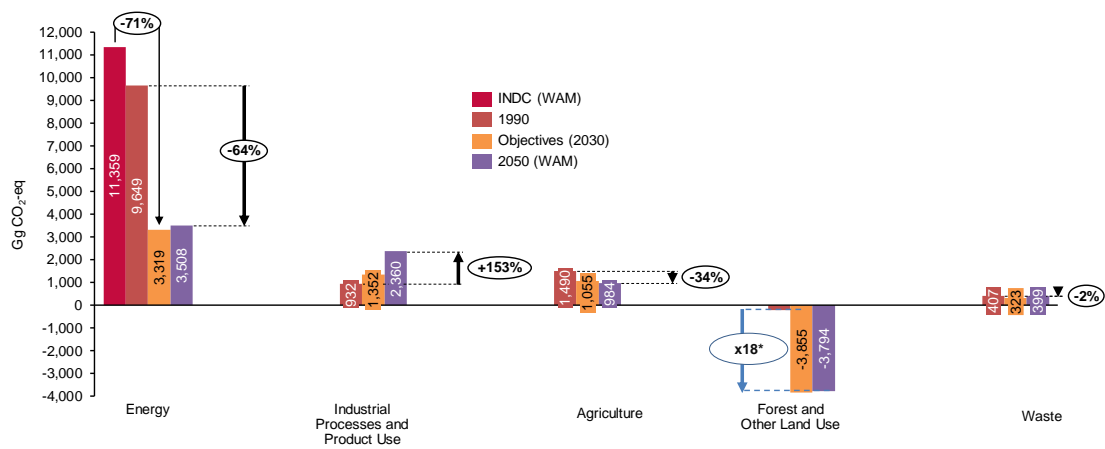 -71%
12,000
11,000
10,000
9,000
8,000
7,000
6,000
5,000
4,000
3,000
2,000
1,000
0
-1,000
-2,000
-3,000
-4,000
Gg CO2-eq
INDC (WAM)
1990
Objectives (2030)
2050 (WAM)
11,359
9,649
3,319
3,508
-64%
932
1,352
2,360
+153%
1,490
1,055
984
-34%
x18*
-3,855
-3,794
407
323
399
-2%
Energy
Industrial
Processes and
Product Use
Agriculture
Forest and
Other Land Use
Waste